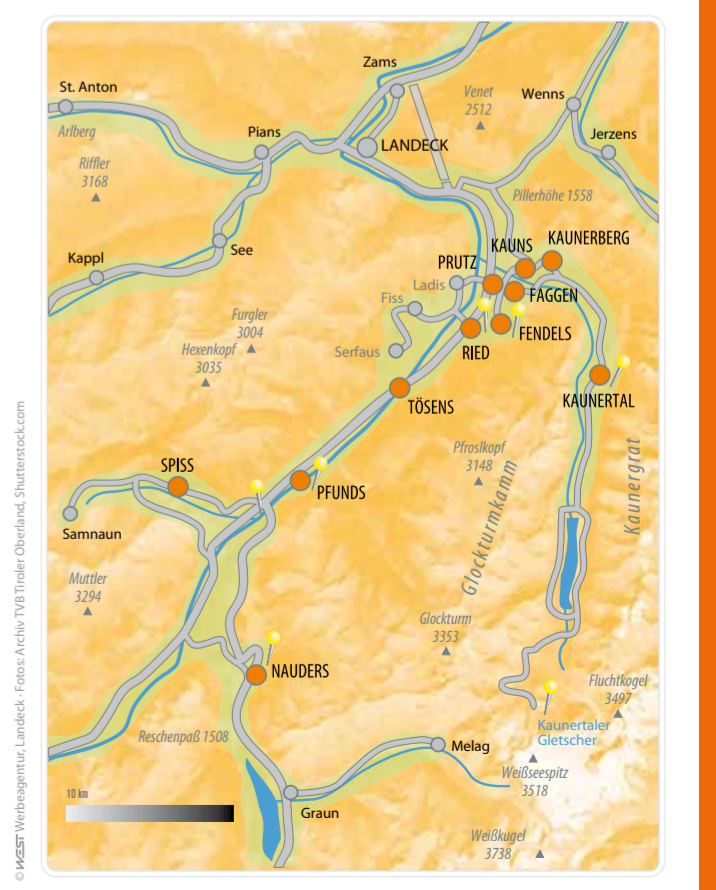 Zams
St. Anton
Venet
2512
Wenns
Arlberg
Pians
LANDECK
Jerzens
Riffler
3168
Pillerhöhe 1558
See
KAUNS
KAUNERBERG
Kappl
PRUTZ
Ladis
FAGGEN
Fiss
Furgler
3004
FENDELS
Hexenkopf
3035
Serfaus
RIED
KAUNERTAL
TÖSENS
Pfroslkopf
3148
Kaunergrat
SPISS
PFUNDS
Glockturmkamm
Samnaun
Muttler
3294
Glockturm
3353
NAUDERS
Fluchtkogel
3497
Kaunertaler
Gletscher
Reschenpaß 1508
Melag
Weißseespitz
3518
10 km
Graun
Weißkugel
3738
© WEST Werbeagentur, Landeck · Fotos: Archiv TVB Tiroler Oberland, Shutterstock.com